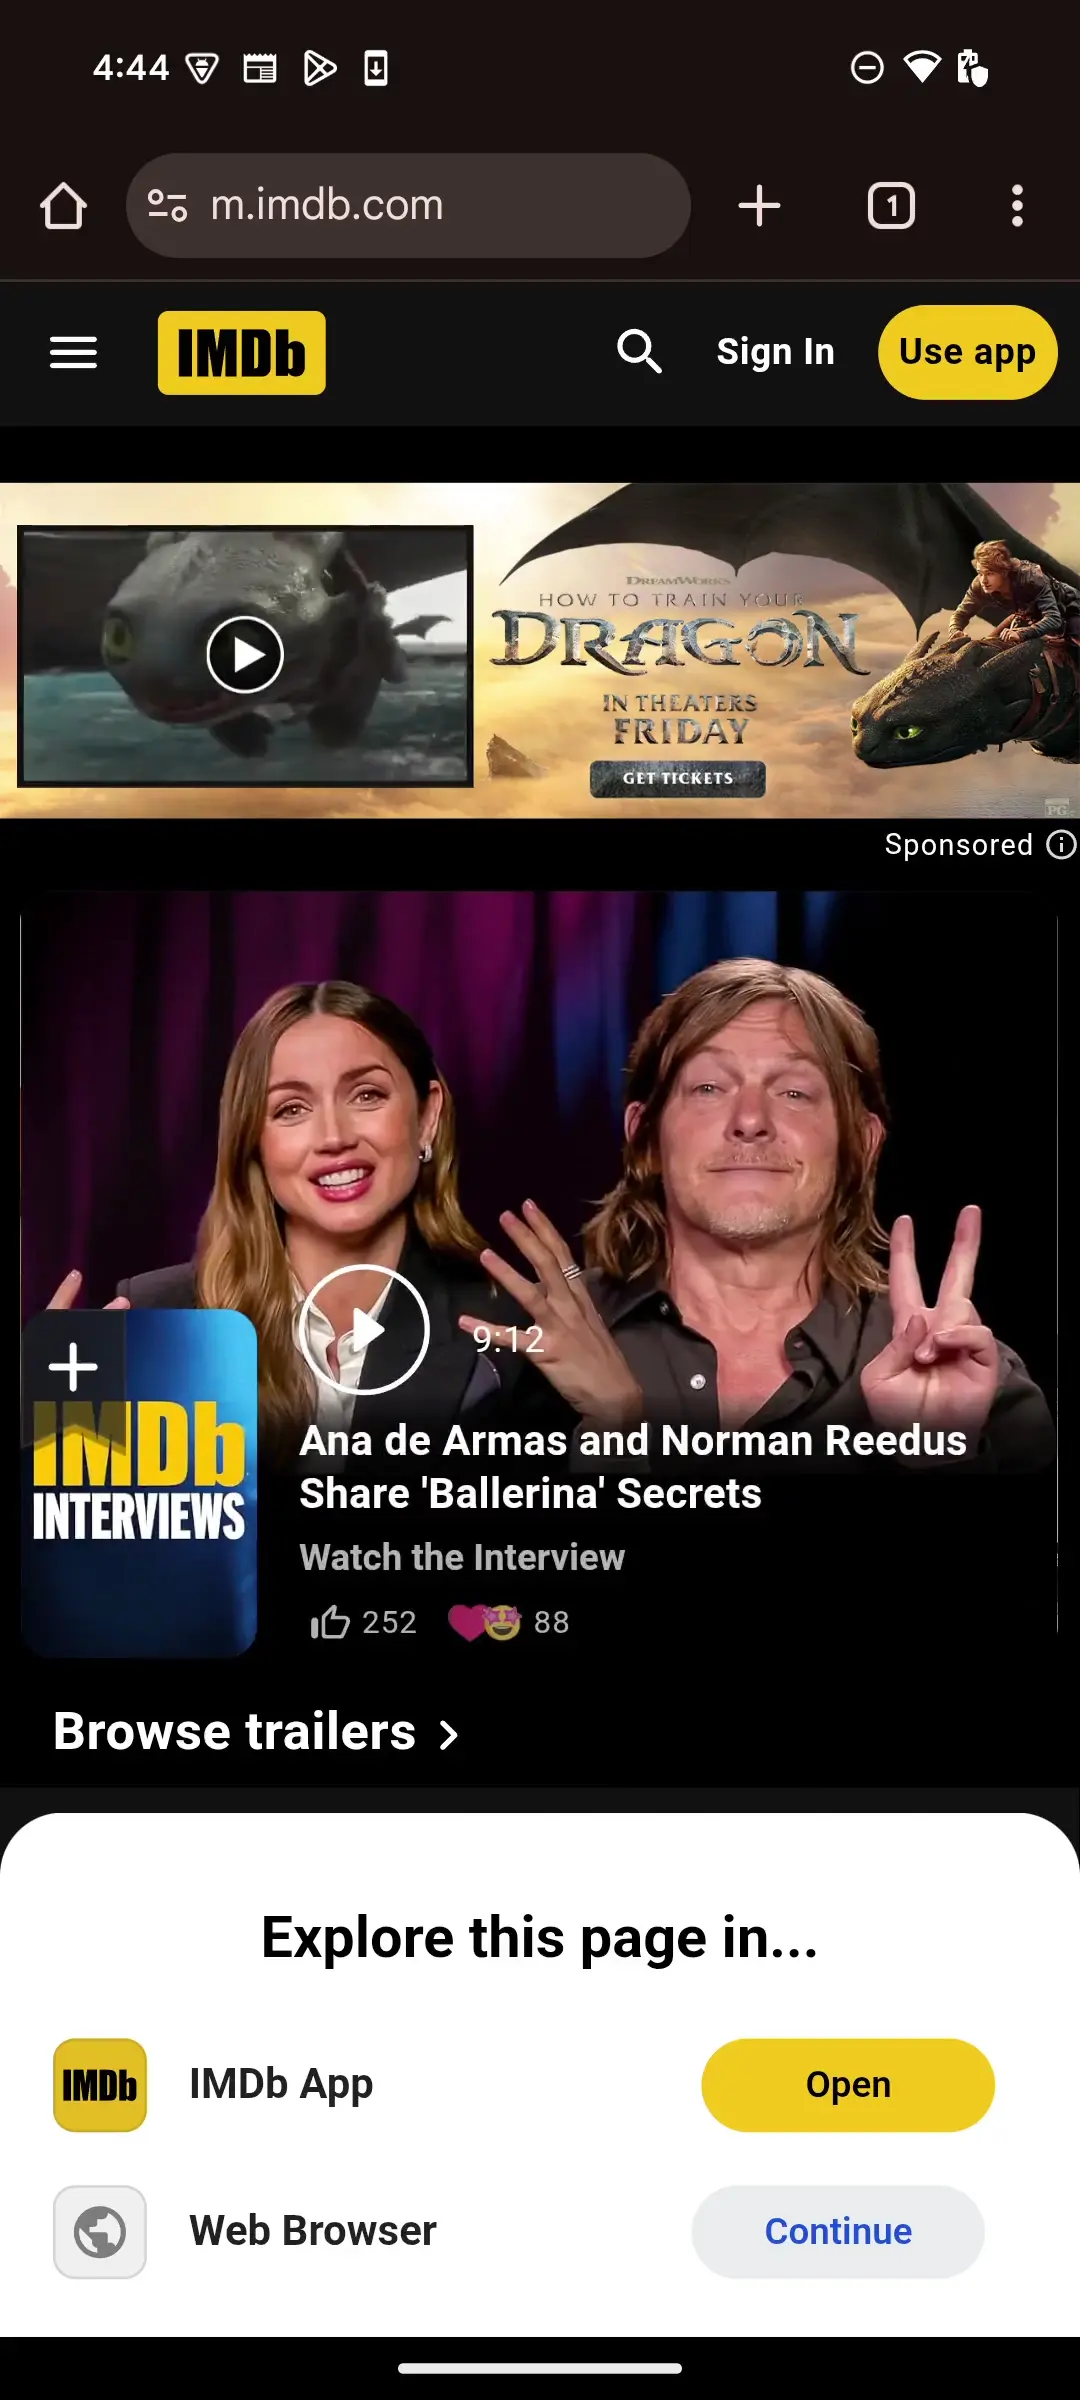 4:44
m.imdb.com
1
IMDb
Sign In
Use app
DREAMWORKS
HOW TO TRAIN YOUR
DRAGON
IN THEATERS
FRIDAY
GET TICKETS
PG
Sponsored
9:12
IMDb
INTERVIEWS
Ana de Armas and Norman Reedus
Share 'Ballerina' Secrets
Watch the Interview
252
88
Browse trailers
Explore this page in...
IMDb
IMDb App
Open
Web Browser
Continue